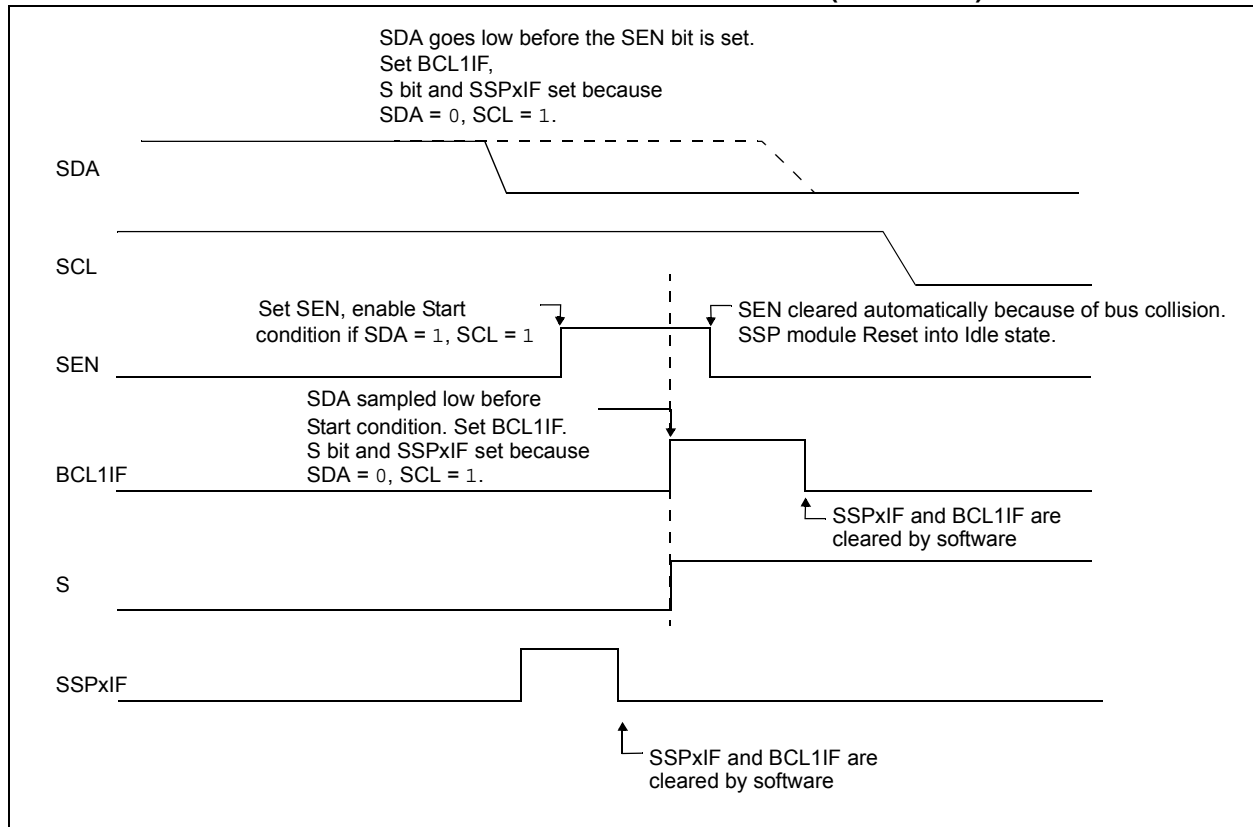 SDA goes low before the SEN bit is set.
Set BCL1IF,
S bit and SSPxIF set because
SDA = 0, SCL = 1.
SDA
SCL
Set SEN, enable Start
condition if SDA = 1, SCL = 1
SEN cleared automatically because of bus collision.
SSP module Reset into Idle state.
SEN
SDA sampled low before
Start condition. Set BCL1IF.
S bit and SSPxIF set because
SDA = 0, SCL = 1.
BCL1IF
SSPxIF and BCL1IF are
cleared by software
S
SSPxIF
SSPxIF and BCL1IF are
cleared by software